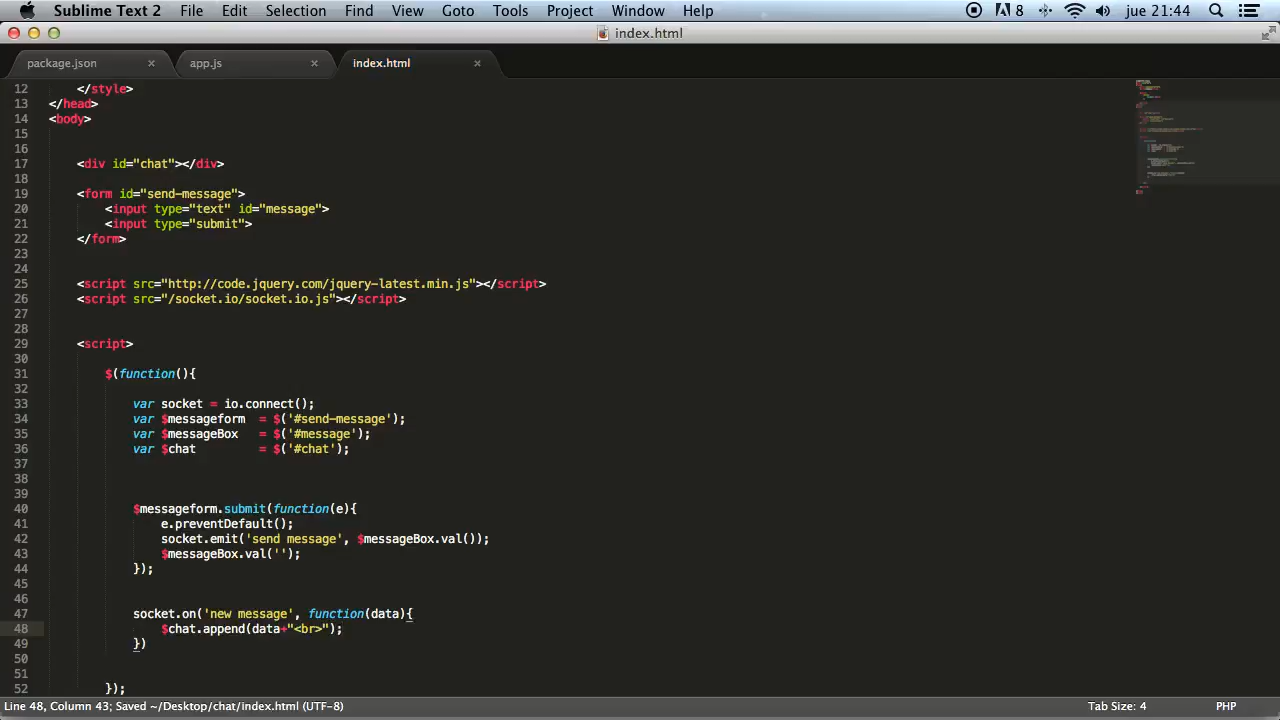 Sublime Text 2 File Edit Selection Find View Goto Tools Project Window Help 8 jue 21:44
index.html
package.json × app.js × index.html ×
12 </style>
13 </head>
14 <body>
15
16
17 <div id="chat"></div>
18
19 <form id="send-message">
20 <input type="text" id="message">
21 <input type="submit">
22 </form>
23
24
25 <script src="http://code.jquery.com/jquery-latest.min.js"></script>
26 <script src="/socket.io/socket.io.js"></script>
27
28
29 <script>
30
31 $(function(){
32
33 var socket = io.connect();
34 var $messageform = $('#send-message');
35 var $messageBox = $('#message');
36 var $chat = $('#chat');
37
38
39
40 $messageform.submit(function(e){
41 e.preventDefault();
42 socket.emit('send message', $messageBox.val());
43 $messageBox.val('');
44 });
45
46
47 socket.on('new message', function(data){
48 $chat.append(data+"<br>");
49 })
50
51
52 });
Line 48, Column 43; Saved ~/Desktop/chat/index.html (UTF-8) Tab Size: 4 PHP